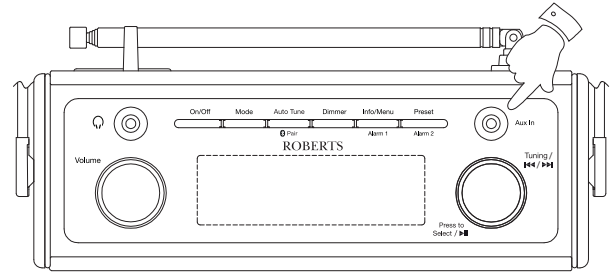 On/Off Mode Auto Tune Dimmer Info/Menu Preset
Aux In
Pair Alarm 1 Alarm 2
ROBERTS
Volume
Tuning /
Press to
Select /